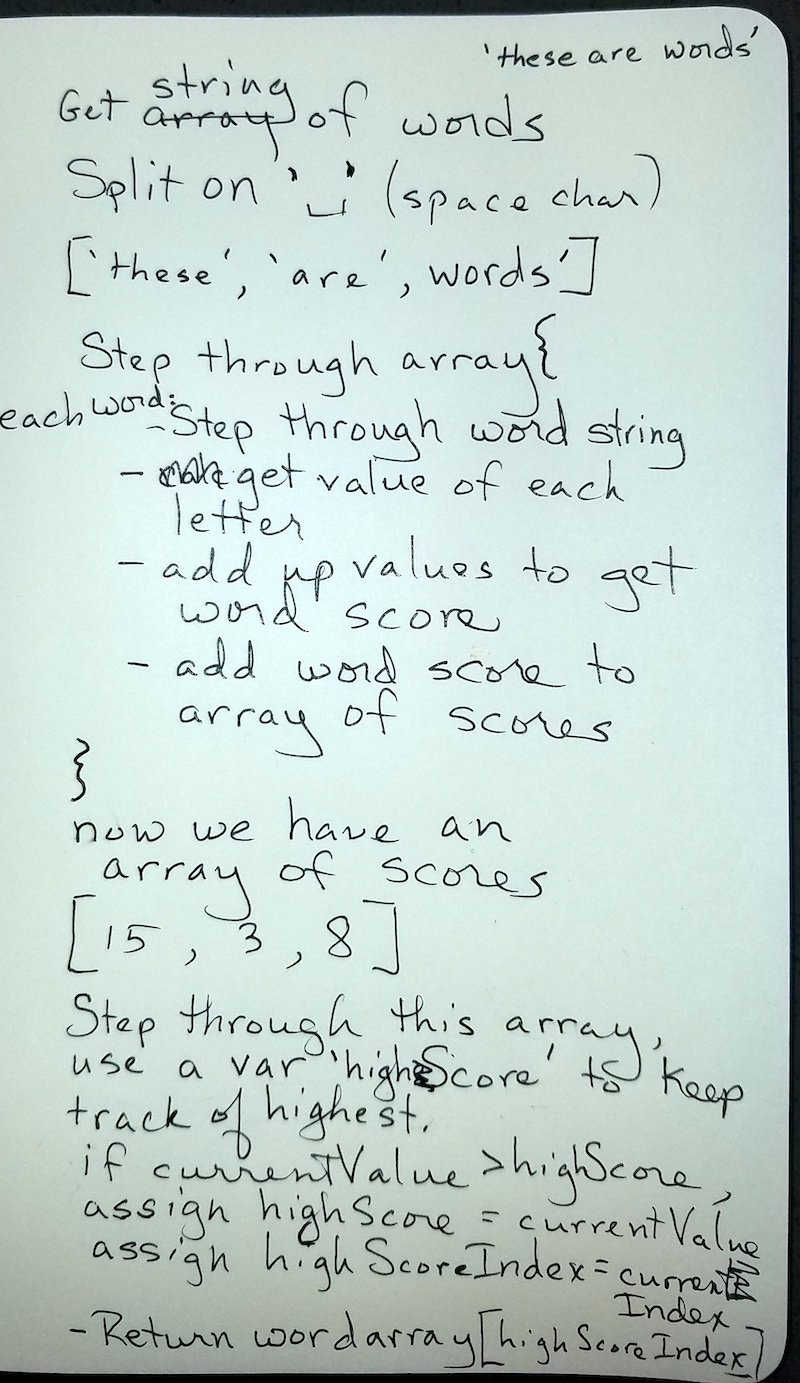 'these are words'
string
Get array of words
Split on '␣' (space char)
['these', 'are', words']
Step through array{
each word:
-Step through word string
- get value of each
letter
- add up values to get
word score
- add word score to
array of scores
}
now we have an
array of scores
[15, 3, 8]
Step through this array,
use a var 'highScore' to keep
track of highest.
if currentValue >highScore,
assign highScore = currentValue
assign highScoreIndex= current
Index
-Return wordarray[highScoreIndex]